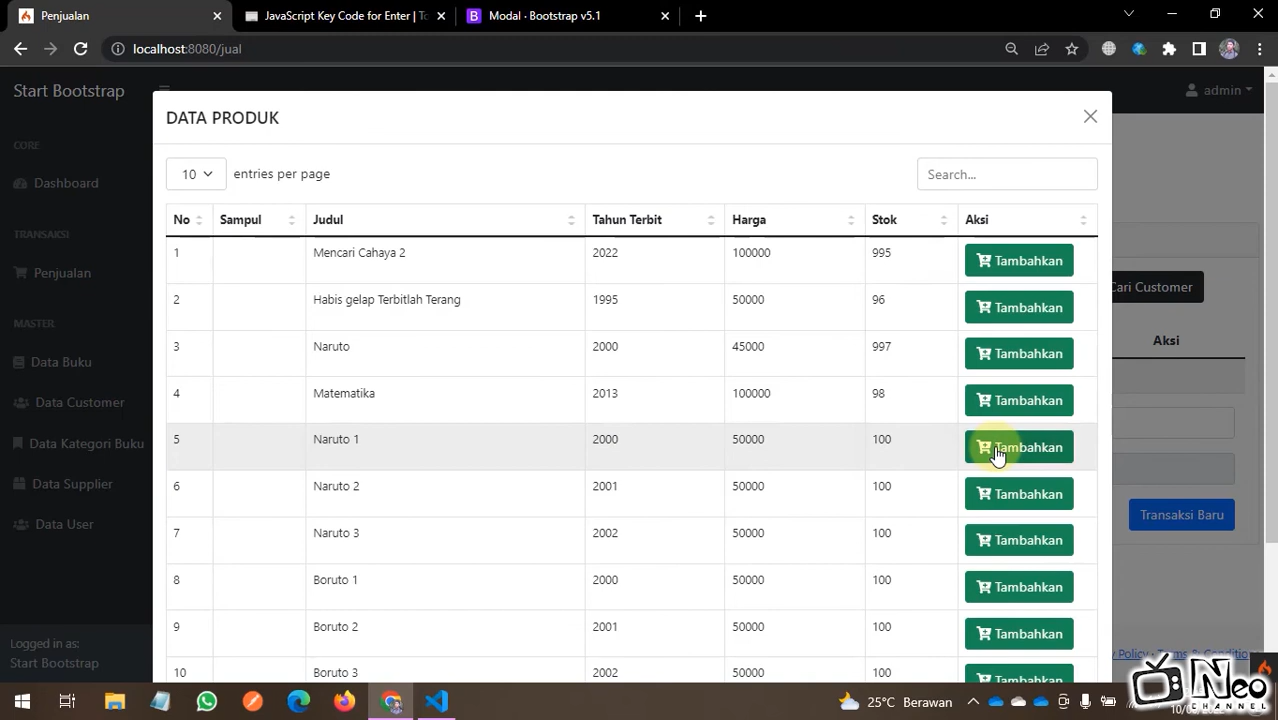 Penjualan
JavaScript Key Code for Enter | To
Modal · Bootstrap v5.1
localhost:8080/jual
Start Bootstrap
admin
DATA PRODUK
CORE
Dashboard
TRANSAKSI
Penjualan
MASTER
Data Buku
Data Customer
Data Kategori Buku
Data Supplier
Data User
Logged in as:
Start Bootstrap
10 entries per page
Search...
No Sampul Judul Tahun Terbit Harga Stok Aksi
1 Mencari Cahaya 2 2022 100000 995 Tambahkan
2 Habis gelap Terbitlah Terang 1995 50000 96 Tambahkan
3 Naruto 2000 45000 997 Tambahkan
4 Matematika 2013 100000 98 Tambahkan
5 Naruto 1 2000 50000 100 Tambahkan
6 Naruto 2 2001 50000 100 Tambahkan
7 Naruto 3 2002 50000 100 Tambahkan
8 Boruto 1 2000 50000 100 Tambahkan
9 Boruto 2 2001 50000 100 Tambahkan
10 Boruto 3 2002 50000 100 Tambahkan
Cari Customer
Aksi
Transaksi Baru
Policy · Terms & Conditio
25°C Berawan
Neo
CHANNEL